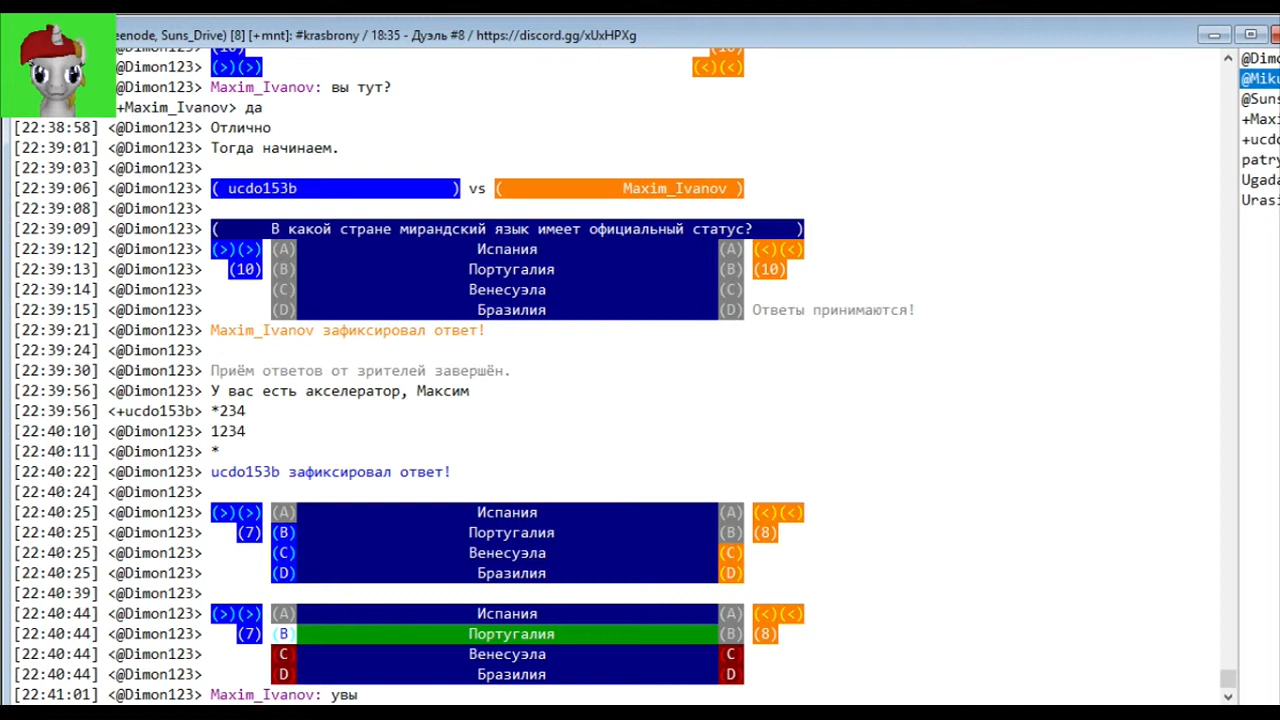 eenode, Suns_Drive) [8] [+mnt]: #krasbrony / 18:35 - Дуэль #8 / https://discord.gg/xUxHPXg
@Dimon123> (>)(>) (<)(<)
@Dimon123> Maxim_Ivanov: вы тут?
+Maxim_Ivanov> да
[22:38:58] <@Dimon123> Отлично
[22:39:01] <@Dimon123> Тогда начинаем.
[22:39:03] <@Dimon123>
[22:39:06] <@Dimon123> ( ucdo153b ) vs ( Maxim_Ivanov )
[22:39:08] <@Dimon123>
[22:39:09] <@Dimon123> ( В какой стране мирандский язык имеет официальный статус? )
[22:39:12] <@Dimon123> (>)(>) (A) Испания (A) (<)(<)
[22:39:13] <@Dimon123> (10) (B) Португалия (B) (10)
[22:39:14] <@Dimon123> (C) Венесуэла (C)
[22:39:15] <@Dimon123> (D) Бразилия (D) Ответы принимаются!
[22:39:21] <@Dimon123> Maxim_Ivanov зафиксировал ответ!
[22:39:24] <@Dimon123>
[22:39:30] <@Dimon123> Приём ответов от зрителей завершён.
[22:39:56] <@Dimon123> У вас есть акселератор, Максим
[22:39:56] <+ucdo153b> *234
[22:40:10] <@Dimon123> 1234
[22:40:11] <@Dimon123> *
[22:40:22] <@Dimon123> ucdo153b зафиксировал ответ!
[22:40:24] <@Dimon123>
[22:40:25] <@Dimon123> (>)(>) (A) Испания (A) (<)(<)
[22:40:25] <@Dimon123> (7) (B) Португалия (B) (8)
[22:40:25] <@Dimon123> (C) Венесуэла (C)
[22:40:25] <@Dimon123> (D) Бразилия (D)
[22:40:39] <@Dimon123>
[22:40:44] <@Dimon123> (>)(>) (A) Испания (A) (<)(<)
[22:40:44] <@Dimon123> (7) (B) Португалия (B) (8)
[22:40:44] <@Dimon123> (C Венесуэла (C
[22:40:44] <@Dimon123> (D Бразилия (D
[22:41:01] <@Dimon123> Maxim_Ivanov: увы
@Dimo
@Miku
@Suns
+Maxi
+ucdo
patry
Ugada
Urasi